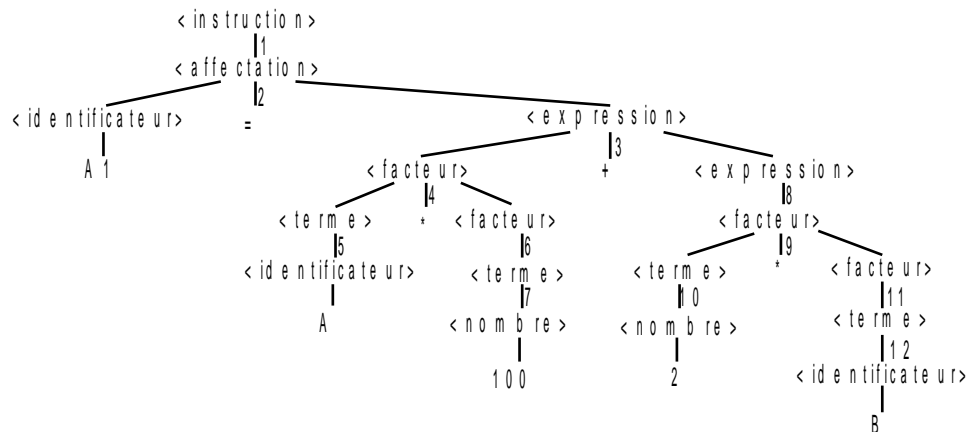 <instruction>
1
<affectation>
2
<identificateur> = <expression>
3
A1 <facteur> + <expression>
4 8
<terme> * <facteur> <facteur>
5 6 9
<identificateur> <terme> <terme> * <facteur>
7 10 11
A <nombre> <nombre> <terme>
12
100 2 <identificateur>
B